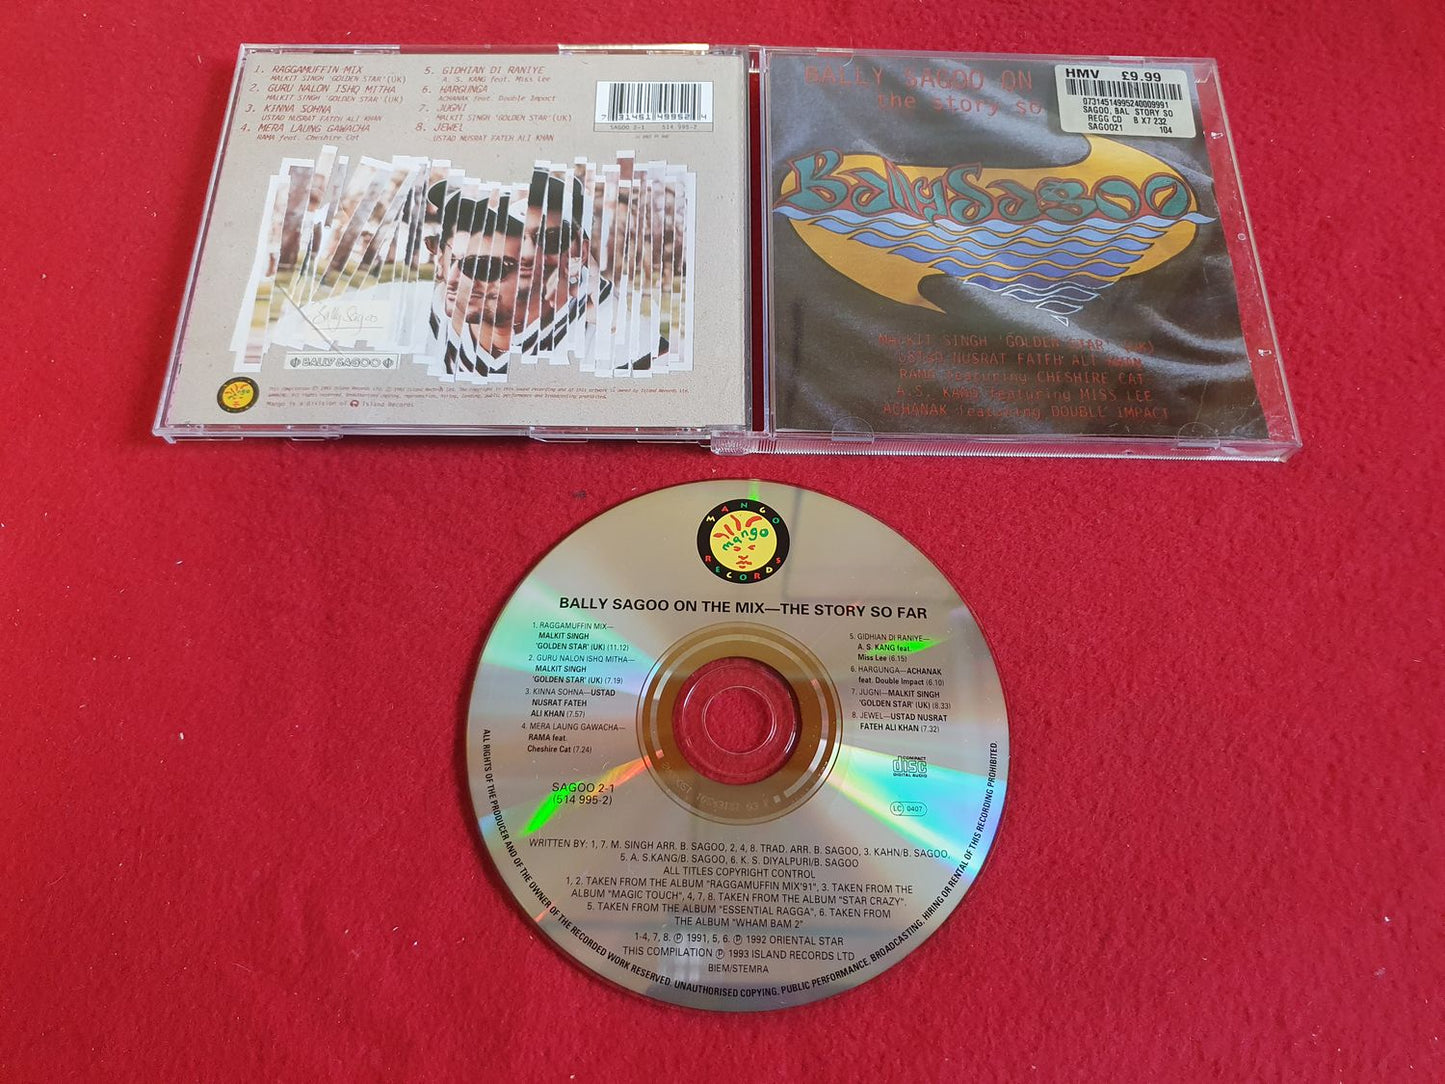 1. RAGGAMUFFIN MIX
MALKIT SINGH 'GOLDEN STAR' (UK)
2. GURU NALON ISHQ MITHA
MALKIT SINGH 'GOLDEN STAR' (UK)
3. KINNA SOHNA
USTAD NUSRAT FATEH ALI KHAN
4. MERA LAUNG GAWACHA
RAMA feat. Cheshire Cat
5. GIDHIAN DI RANIYE
A. S. KANG feat. Miss Lee
6. HARGUNGA
ACHANAK feat. Double Impact
7. JUGNI
MALKIT SINGH 'GOLDEN STAR' (UK)
8. JEWEL
USTAD NUSRAT FATEH ALI KHAN
7 31451 49952 4
SAGOO 2-1 514 995-2
Bally Sagoo
BALLY SAGOO
mango
Mango is a division of Island Records
BALLY SAGOO ON
the story so
HMV £9.99
07314514995240009991
SAGOO, BAL STORY SO
REGG CD B X7 232
SAGOO21 104
BallySagoo
MALKIT SINGH 'GOLDEN STAR' (UK)
USTAD NUSRAT FATEH ALI KHAN
RAMA featuring CHESHIRE CAT
A.S. KANG featuring MISS LEE
ACHANAK featuring DOUBLE IMPACT
MANGO
mango
RECORDS
BALLY SAGOO ON THE MIX—THE STORY SO FAR
1. RAGGAMUFFIN MIX—
MALKIT SINGH
'GOLDEN STAR' (UK) (11.12)
2. GURU NALON ISHQ MITHA—
MALKIT SINGH
'GOLDEN STAR' (UK) (7.19)
3. KINNA SOHNA—USTAD
NUSRAT FATEH
ALI KHAN (7.57)
4. MERA LAUNG GAWACHA—
RAMA feat.
Cheshire Cat (7.24)
5. GIDHIAN DI RANIYE—
A. S. KANG feat.
Miss Lee (6.15)
6. HARGUNGA—ACHANAK
feat. Double Impact (6.10)
7. JUGNI—MALKIT SINGH
'GOLDEN STAR' (UK) (8.33)
8. JEWEL—USTAD NUSRAT
FATEH ALI KHAN (7.32)
COMPACT
disc
DIGITAL AUDIO
SAGOO 2-1
(514 995-2)
LC 0407
WRITTEN BY: 1, 7. M. SINGH ARR. B. SAGOO, 2, 4, 8. TRAD. ARR. B. SAGOO, 3. KAHN/B. SAGOO,
5. A. S.KANG/B. SAGOO, 6. K. S. DIYALPURI/B. SAGOO
ALL TITLES COPYRIGHT CONTROL
1, 2. TAKEN FROM THE ALBUM "RAGGAMUFFIN MIX'91", 3. TAKEN FROM THE
ALBUM "MAGIC TOUCH", 4, 7, 8. TAKEN FROM THE ALBUM "STAR CRAZY",
5. TAKEN FROM THE ALBUM "ESSENTIAL RAGGA", 6. TAKEN FROM
THE ALBUM "WHAM BAM 2"
1-4, 7, 8. ℗ 1991, 5, 6. ℗ 1992 ORIENTAL STAR
THIS COMPILATION ℗ 1993 ISLAND RECORDS LTD
BIEM/STEMRA
ALL RIGHTS OF THE PRODUCER AND OF THE OWNER OF THE RECORDED WORK RESERVED. UNAUTHORISED COPYING, PUBLIC PERFORMANCE, BROADCASTING, HIRING OR RENTAL OF THIS RECORDING PROHIBITED.